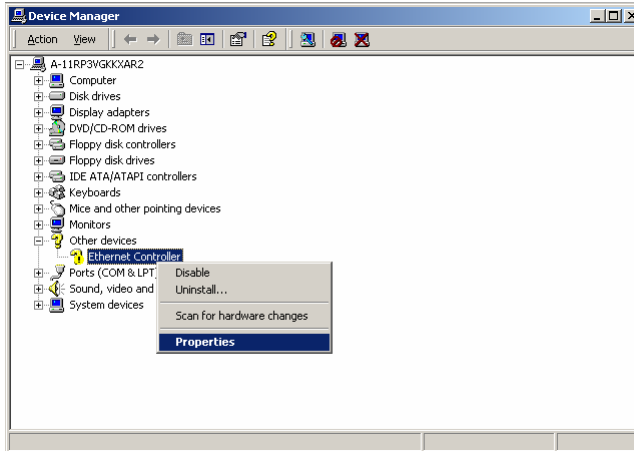 Device Manager
Action View
A-11RP3VGKKXAR2
Computer
Disk drives
Display adapters
DVD/CD-ROM drives
Floppy disk controllers
Floppy disk drives
IDE ATA/ATAPI controllers
Keyboards
Mice and other pointing devices
Monitors
Other devices
Ethernet Controller
Ports (COM & LPT)
Sound, video and
System devices
Disable
Uninstall...
Scan for hardware changes
Properties